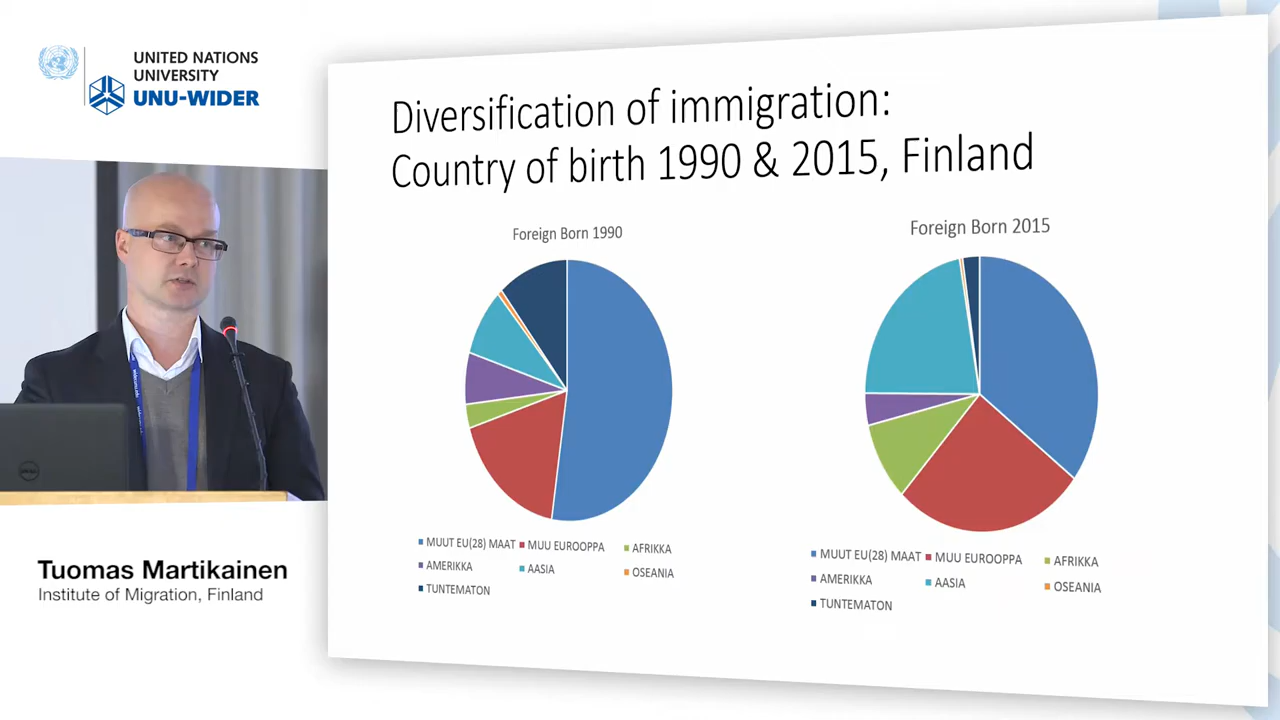 UNITED NATIONS
UNIVERSITY
UNU-WIDER
Diversification of immigration:
Country of birth 1990 & 2015, Finland
Foreign Born 1990
MUUT EU(28) MAAT MUU EUROOPPA AFRIKKA
AMERIKKA AASIA OSEANIA
TUNTEMATON
Foreign Born 2015
MUUT EU(28) MAAT MUU EUROOPPA AFRIKKA
AMERIKKA AASIA OSEANIA
TUNTEMATON
Tuomas Martikainen
Institute of Migration, Finland